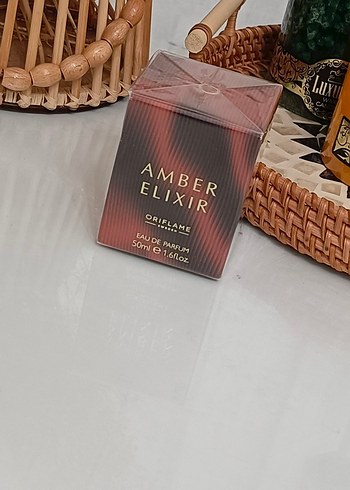 AMBER
ELIXIR
ORIFLAME
SWEDEN
EAU DE PARFUM
50ml e 1.6fl.oz